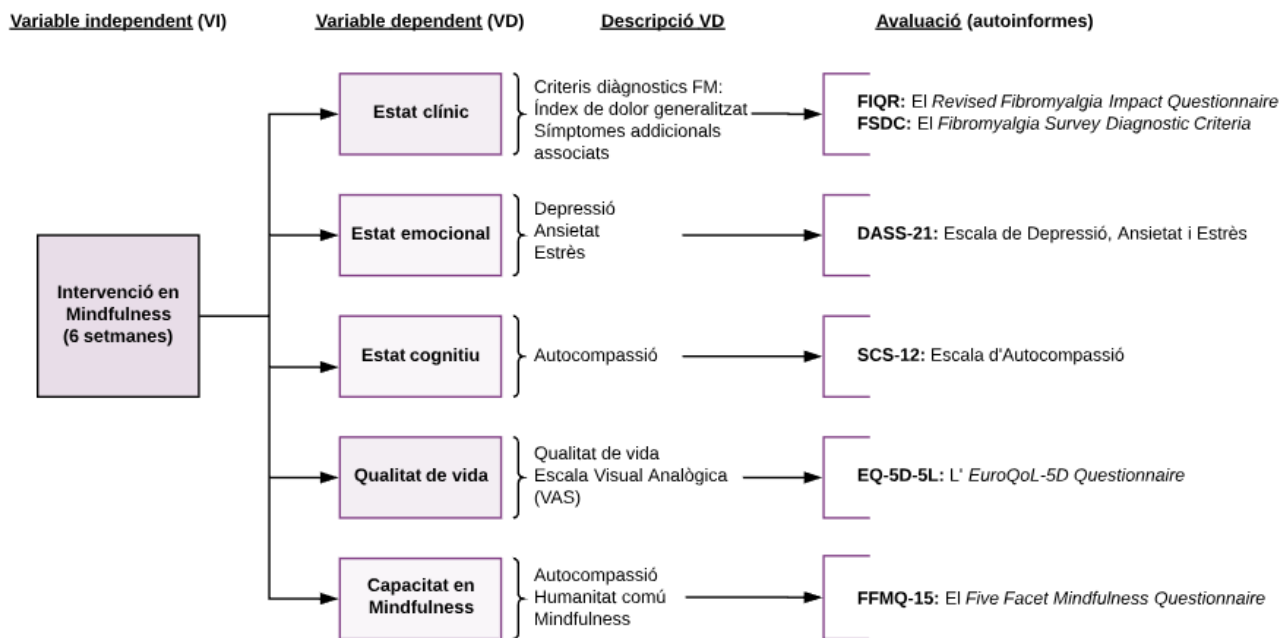 Variable independent (VI)
Variable dependent (VD)
Descripció VD
Avaluació (autoinformes)
Intervenció en
Mindfulness
(6 setmanes)
Estat clínic
Criteris diàgnostics FM:
Índex de dolor generalitzat
Símptomes addicionals
associats
FIQR: El Revised Fibromyalgia Impact Questionnaire
FSDC: El Fibromyalgia Survey Diagnostic Criteria
Estat emocional
Depressió
Ansietat
Estrès
DASS-21: Escala de Depressió, Ansietat i Estrès
Estat cognitiu
Autocompassió
SCS-12: Escala d'Autocompassió
Qualitat de vida
Qualitat de vida
Escala Visual Analògica
(VAS)
EQ-5D-5L: L' EuroQoL-5D Questionnaire
Capacitat en
Mindfulness
Autocompassió
Humanitat comú
Mindfulness
FFMQ-15: El Five Facet Mindfulness Questionnaire